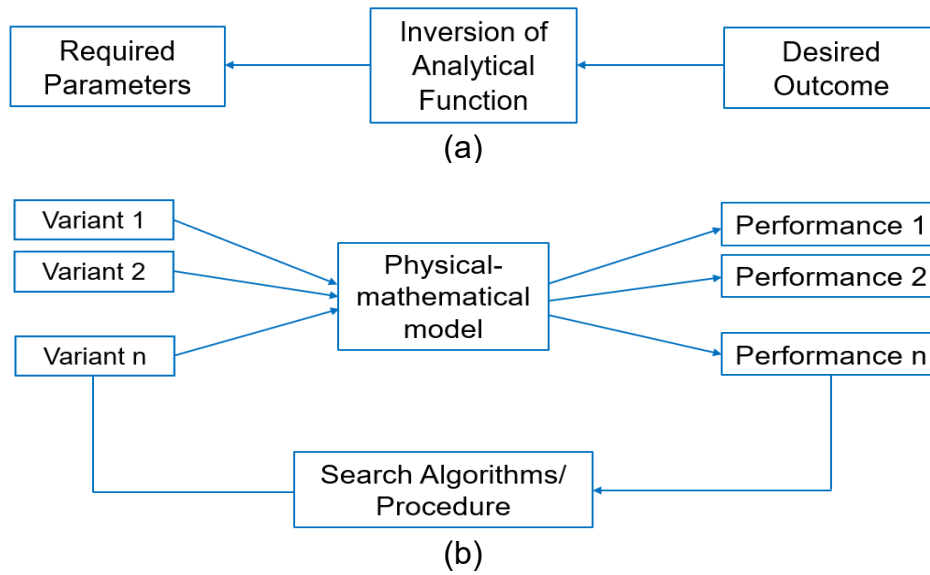 Required
Parameters
Inversion of
Analytical
Function
Desired
Outcome
(a)
Variant 1
Variant 2
Variant n
Physical-
mathematical
model
Performance 1
Performance 2
Performance n
Search Algorithms/
Procedure
(b)